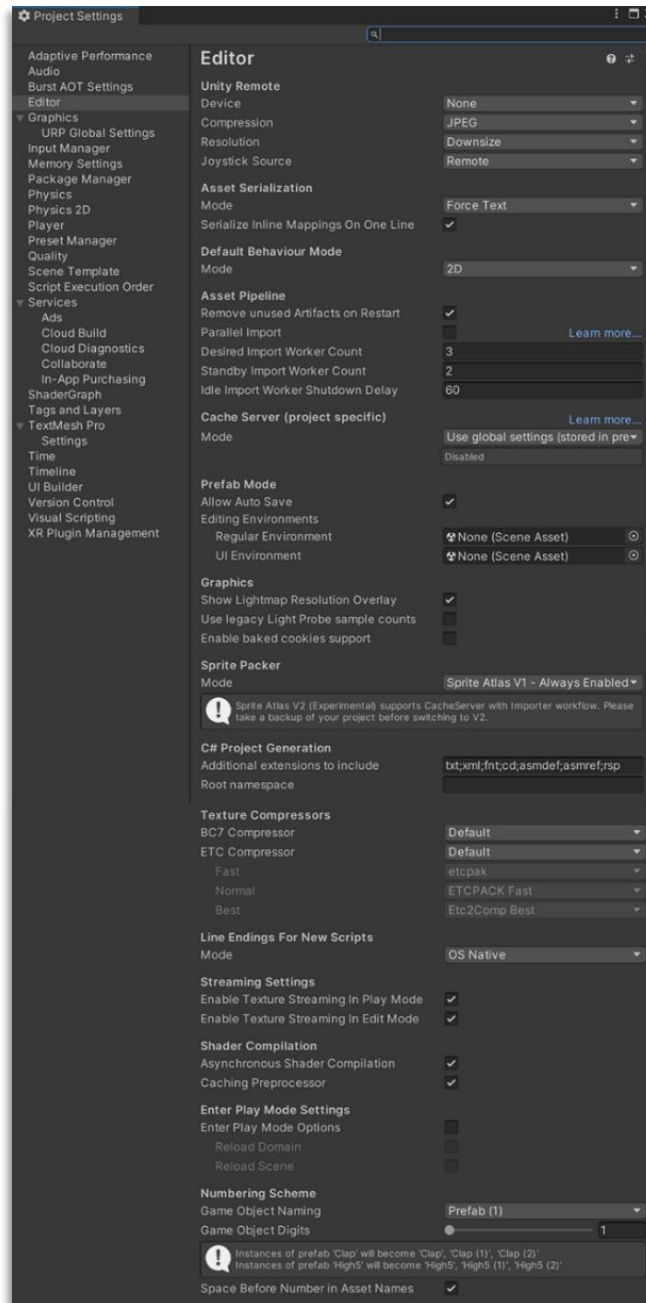 Project Settings
Adaptive Performance
Audio
Burst AOT Settings
Editor
Graphics
URP Global Settings
Input Manager
Memory Settings
Package Manager
Physics
Physics 2D
Player
Preset Manager
Quality
Scene Template
Script Execution Order
Services
Ads
Cloud Build
Cloud Diagnostics
Collaborate
In-App Purchasing
ShaderGraph
Tags and Layers
TextMesh Pro
Settings
Time
Timeline
UI Builder
Version Control
Visual Scripting
XR Plugin Management
Editor
Unity Remote
Device None
Compression JPEG
Resolution Downsize
Joystick Source Remote
Asset Serialization
Mode Force Text
Serialize Inline Mappings On One Line
Default Behaviour Mode
Mode 2D
Asset Pipeline
Remove unused Artifacts on Restart
Parallel Import Learn more...
Desired Import Worker Count 3
Standby Import Worker Count 2
Idle Import Worker Shutdown Delay 60
Cache Server (project specific) Learn more...
Mode Use global settings (stored in pre
Disabled
Prefab Mode
Allow Auto Save
Editing Environments
Regular Environment None (Scene Asset)
UI Environment None (Scene Asset)
Graphics
Show Lightmap Resolution Overlay
Use legacy Light Probe sample counts
Enable baked cookies support
Sprite Packer
Mode Sprite Atlas V1 - Always Enabled
Sprite Atlas V2 (Experimental) supports CacheServer with Importer workflow. Please
take a backup of your project before switching to V2.
C# Project Generation
Additional extensions to include txt;xml;fnt;cd;asmdef;asmref;rsp
Root namespace
Texture Compressors
BC7 Compressor Default
ETC Compressor Default
Fast etcpak
Normal ETCPACK Fast
Best Etc2Comp Best
Line Endings For New Scripts
Mode OS Native
Streaming Settings
Enable Texture Streaming In Play Mode
Enable Texture Streaming In Edit Mode
Shader Compilation
Asynchronous Shader Compilation
Caching Preprocessor
Enter Play Mode Settings
Enter Play Mode Options
Reload Domain
Reload Scene
Numbering Scheme
Game Object Naming Prefab (1)
Game Object Digits 1
Instances of prefab 'Clap' will become 'Clap', 'Clap (1)', 'Clap (2)'
Instances of prefab 'High5' will become 'High5', 'High5 (1)', 'High5 (2)'
Space Before Number in Asset Names